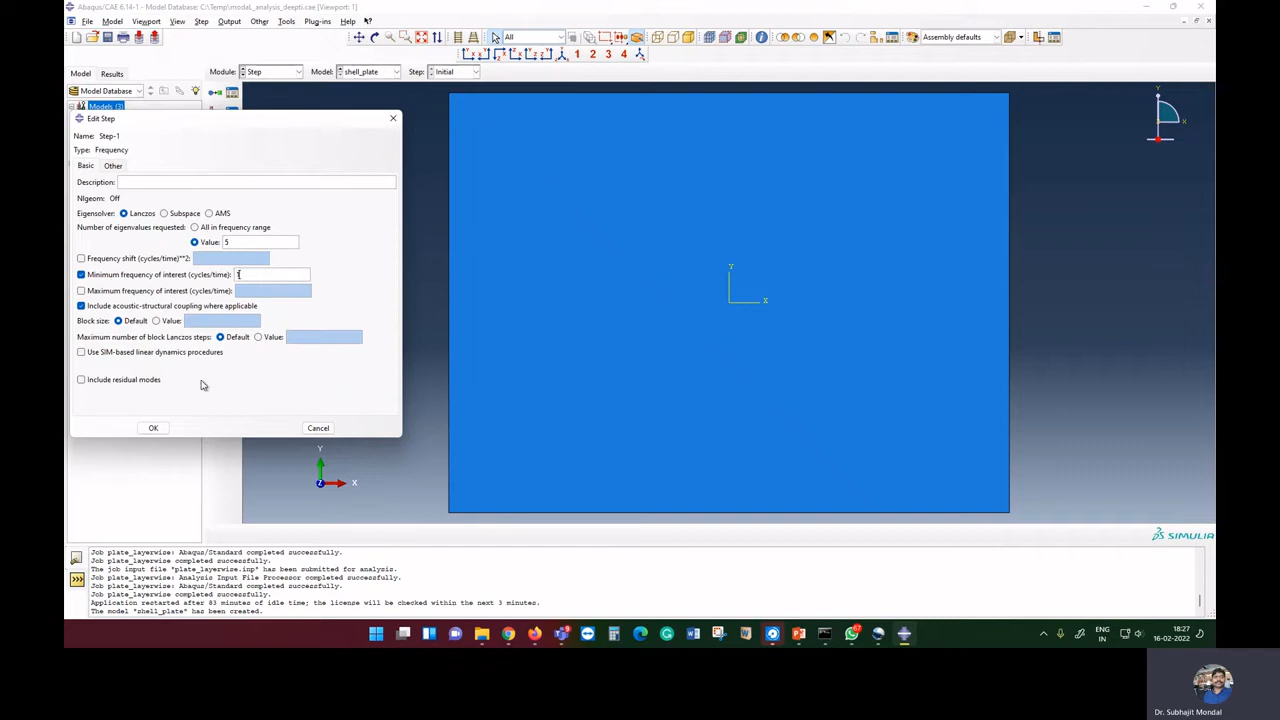 Abaqus/CAE 6.14-1 - Model Database: C:\Temp\modal_analysis_deepti.cae [Viewport: 1]
File Model Viewport View Step Output Other Tools Plug-ins Help
All
Assembly defaults
1 2 3 4
Model Results
Module: Step Model: shell_plate Step: Initial
Model Database
Models (3)
Edit Step
Name: Step-1
Type: Frequency
Basic Other
Description:
Nlgeom: Off
Eigensolver: Lanczos Subspace AMS
Number of eigenvalues requested: All in frequency range
Value: 5
Frequency shift (cycles/time)**2:
Minimum frequency of interest (cycles/time):
Maximum frequency of interest (cycles/time):
Include acoustic-structural coupling where applicable
Block size: Default Value:
Maximum number of block Lanczos steps: Default Value:
Use SIM-based linear dynamics procedures
Include residual modes
OK Cancel
Y
X
Y
X
Y
Z
X
SIMULIA
Job plate_layerwise: Abaqus/Standard completed successfully.
Job plate_layerwise completed successfully.
The job input file "plate_layerwise.inp" has been submitted for analysis.
Job plate_layerwise: Analysis Input File Processor completed successfully.
Job plate_layerwise: Abaqus/Standard completed successfully.
Job plate_layerwise completed successfully.
Application restarted after 83 minutes of idle time; the license will be checked within the next 3 minutes.
The model "shell_plate" has been created.
67
ENG
IN
18:27
16-02-2022
Dr. Subhajit Mondal